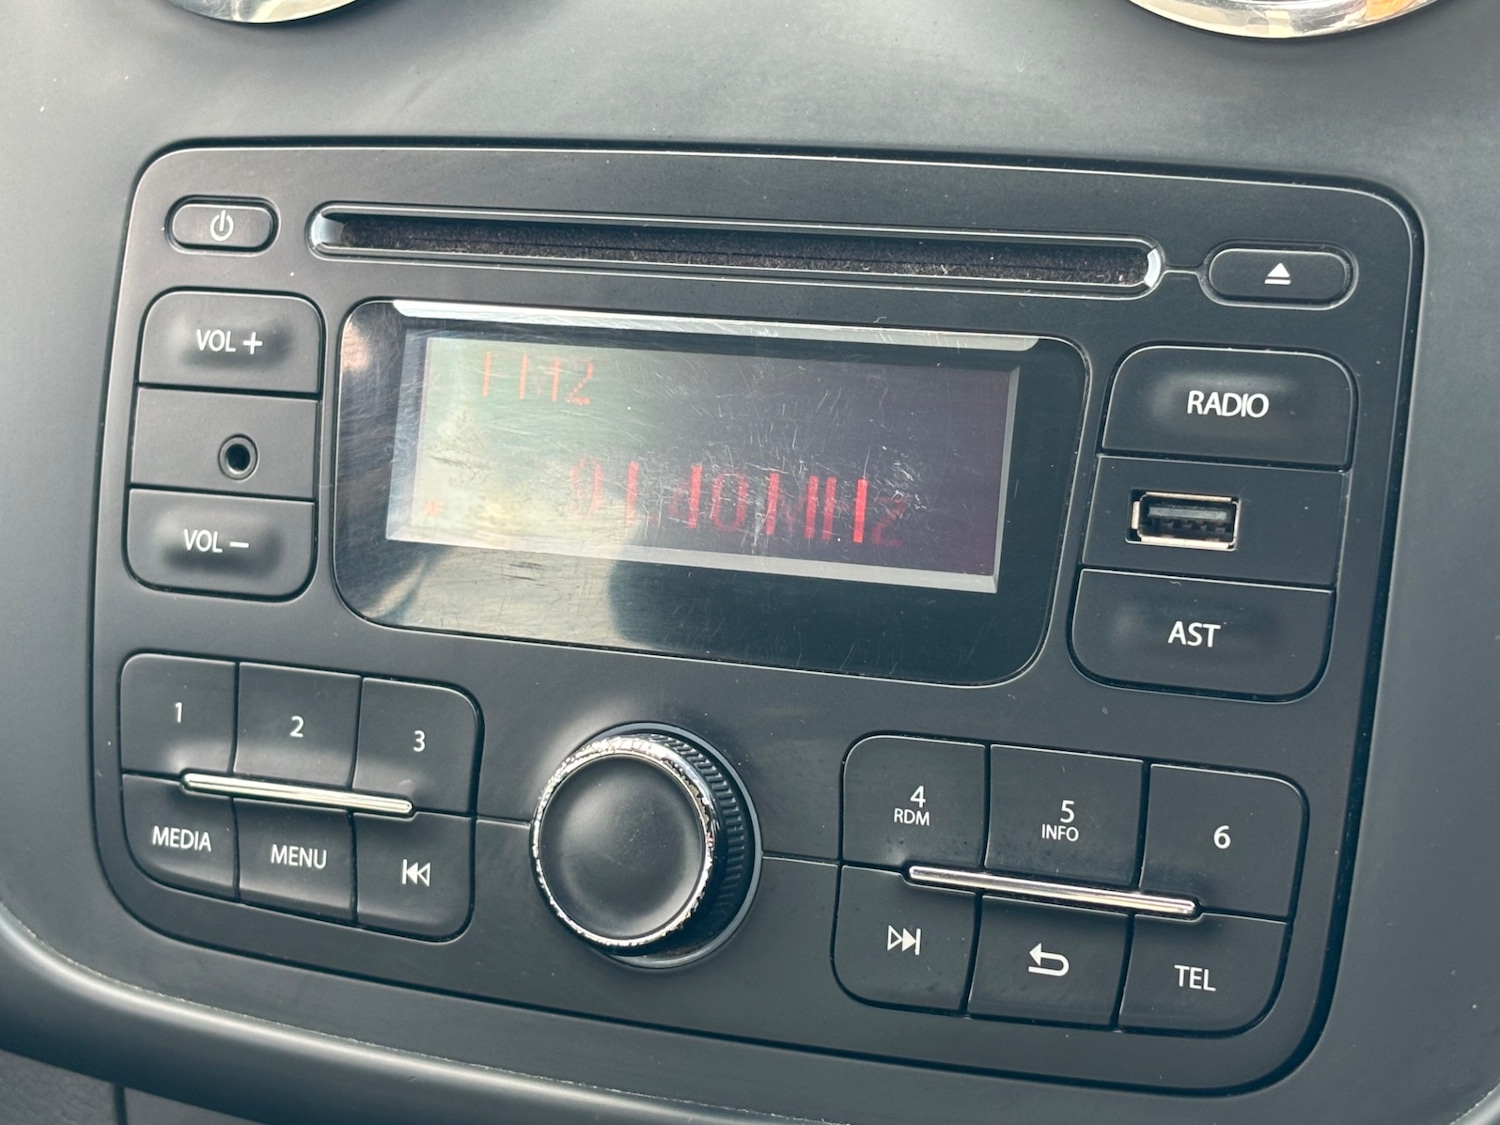 VOL +
FM2
RADIO
VOL –
AST
1
2
3
4
RDM
5
INFO
6
MEDIA
MENU
TEL